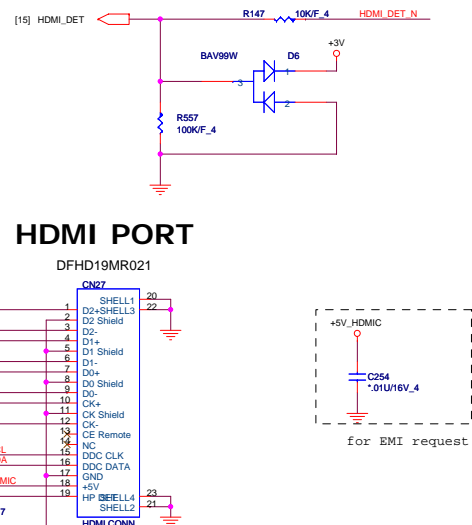 [15] HDMI_DET
R147
10K/F_4
HDMI_DET_N
+3V
BAV99W
D6
1
3
2
R557
100K/F_4
HDMI PORT
DFHD19MR021
CN27
SHELL1
20
1
D2+
SHELL3
22
2
D2 Shield
3
D2-
4
D1+
5
D1 Shield
6
D1-
7
D0+
8
D0 Shield
9
D0-
10
CK+
11
CK Shield
12
CK-
13
CE Remote
14
NC
15
DDC CLK
16
DDC DATA
17
GND
18
+5V
19
HP DET
SHELL4
23
SHELL2
21
HDMI CONN
MIC
7
+5V_HDMIC
C254
*.01U/16V_4
for EMI request